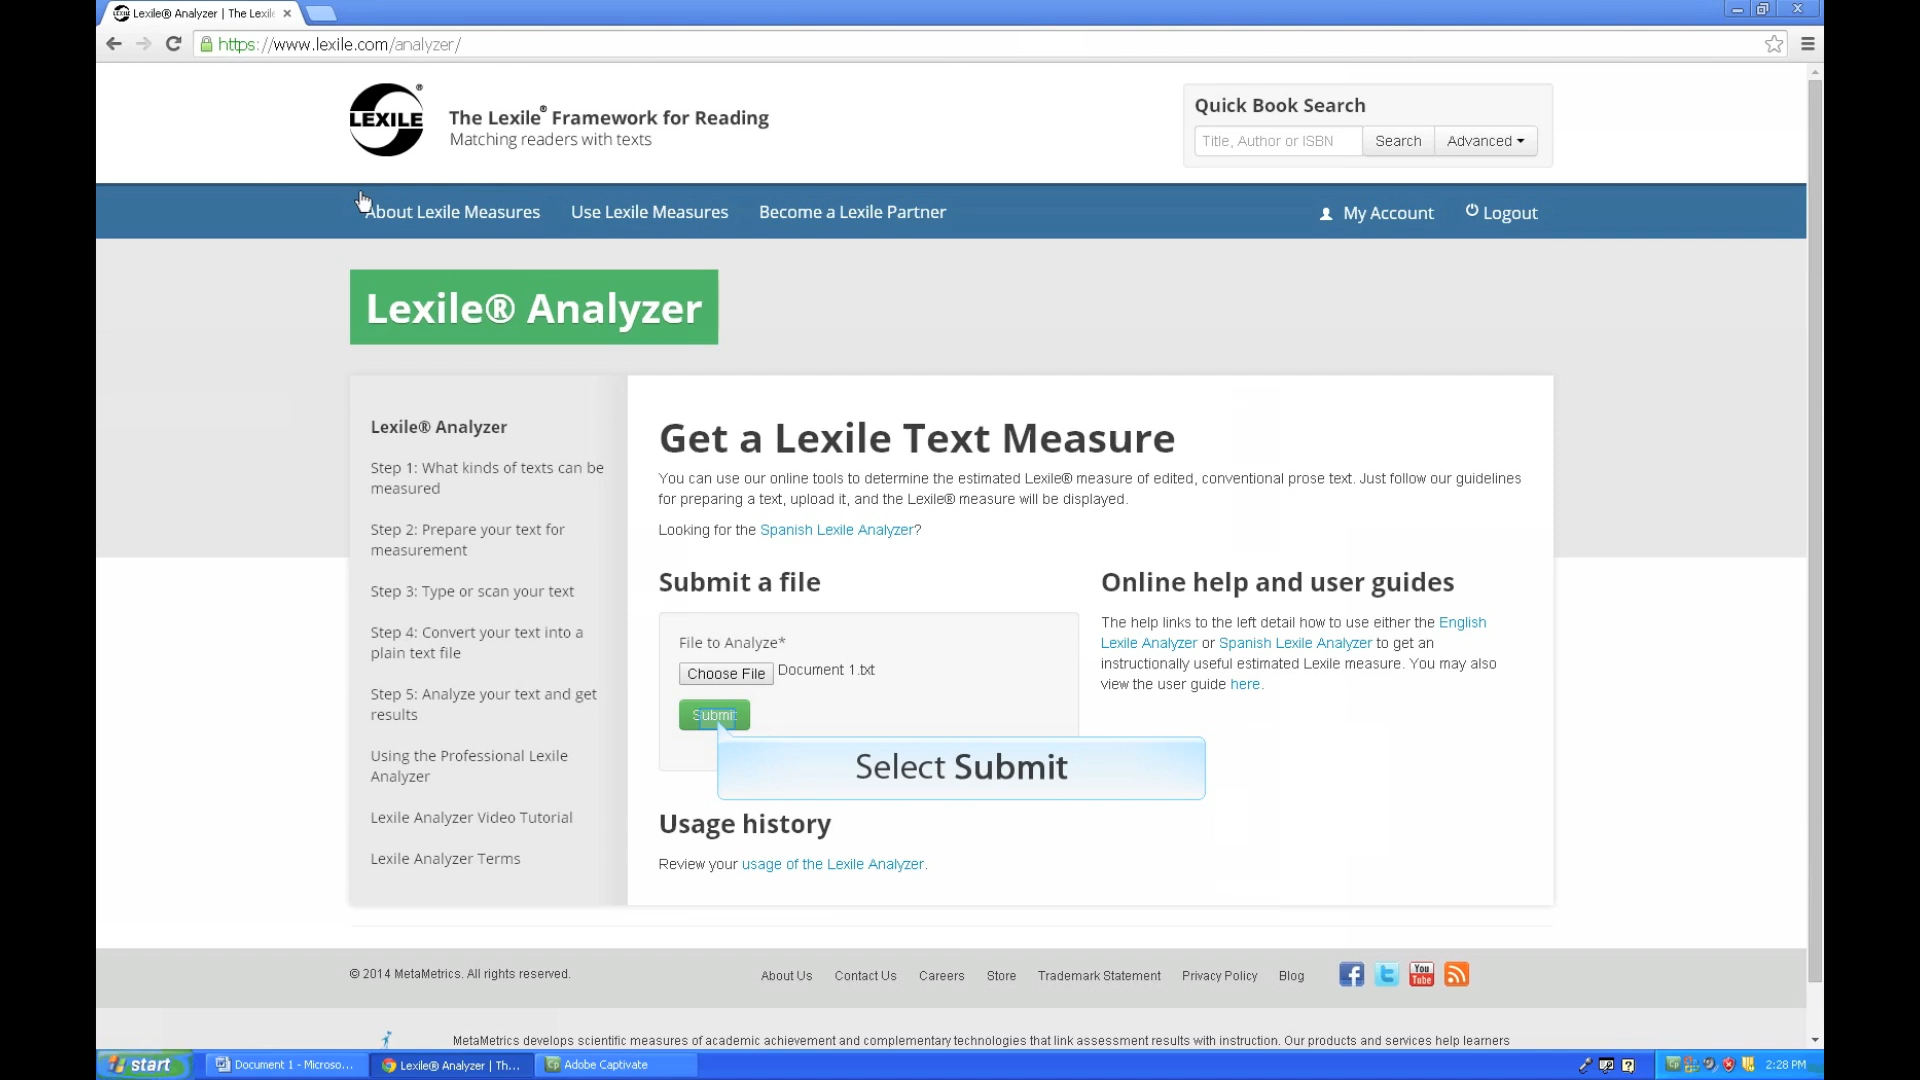 Lexile® Analyzer | The Lexile
https://www.lexile.com/analyzer/
LEXILE®
The Lexile® Framework for Reading
Matching readers with texts
Quick Book Search
Title, Author or ISBN
Search
Advanced
About Lexile Measures
Use Lexile Measures
Become a Lexile Partner
My Account
Logout
Lexile® Analyzer
Lexile® Analyzer
Step 1: What kinds of texts can be
measured
Step 2: Prepare your text for
measurement
Step 3: Type or scan your text
Step 4: Convert your text into a
plain text file
Step 5: Analyze your text and get
results
Using the Professional Lexile
Analyzer
Lexile Analyzer Video Tutorial
Lexile Analyzer Terms
Get a Lexile Text Measure
You can use our online tools to determine the estimated Lexile® measure of edited, conventional prose text. Just follow our guidelines
for preparing a text, upload it, and the Lexile® measure will be displayed.
Looking for the Spanish Lexile Analyzer?
Submit a file
File to Analyze*
Choose File Document 1.txt
Submit
Select Submit
Online help and user guides
The help links to the left detail how to use either the English
Lexile Analyzer or Spanish Lexile Analyzer to get an
instructionally useful estimated Lexile measure. You may also
view the user guide here.
Usage history
Review your usage of the Lexile Analyzer.
© 2014 MetaMetrics. All rights reserved.
About Us
Contact Us
Careers
Store
Trademark Statement
Privacy Policy
Blog
You Tube
MetaMetrics develops scientific measures of academic achievement and complementary technologies that link assessment results with instruction. Our products and services help learners
start
Document 1 - Microso...
Lexile® Analyzer | Th...
Adobe Captivate
2:28 PM